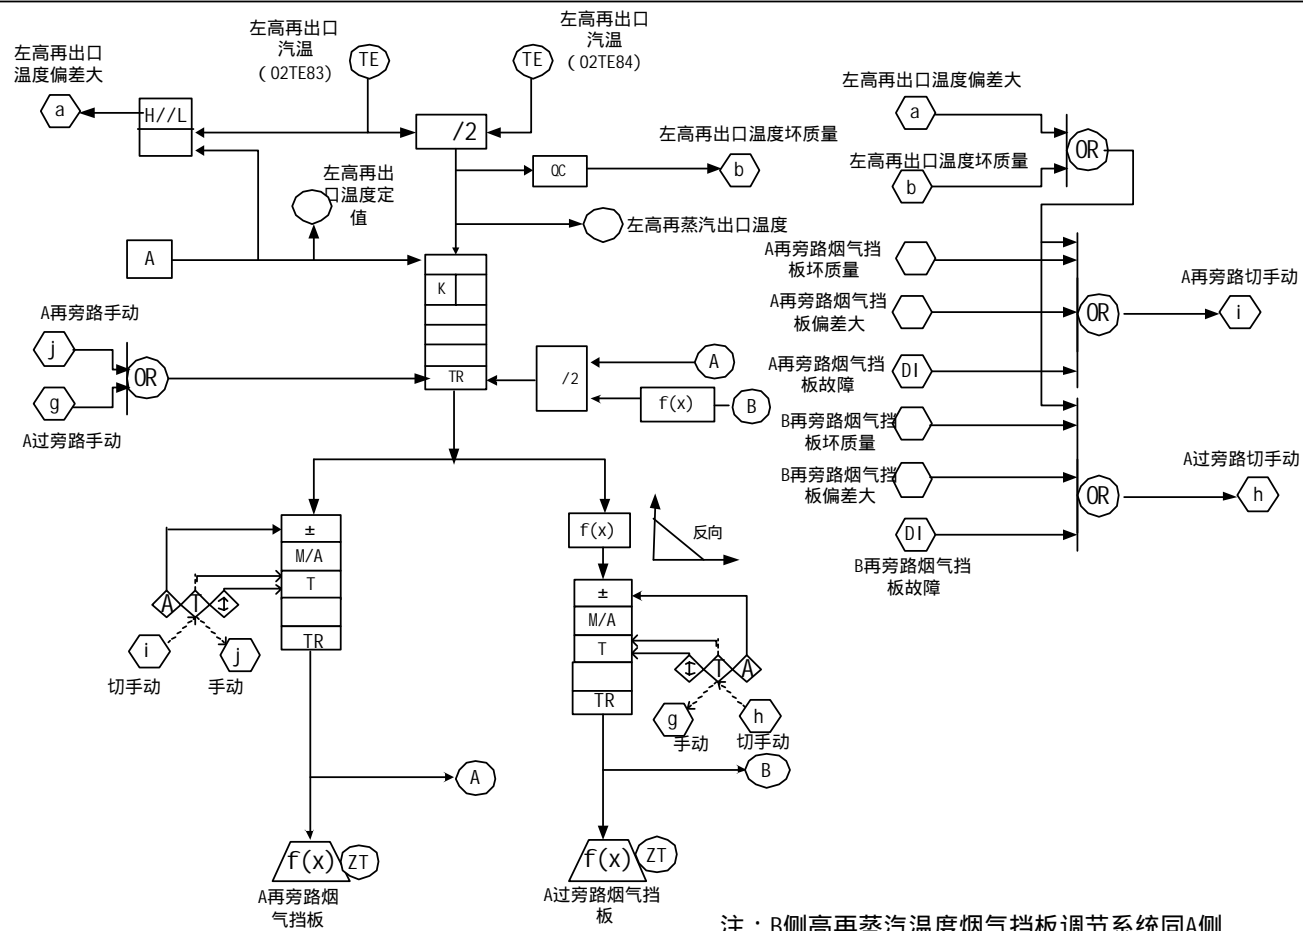 左高再出口
温度偏差大
a
H//L
左高再出口
汽温
（02TE83）
TE
左高再出口
汽温
（02TE84）
TE
/2
QC
左高再出口温度坏质量
b
左高再出
口温度定
值
左高再蒸汽出口温度
A
K
TR
A再旁路手动
j
g
A过旁路手动
OR
/2
A
f(x)
B
左高再出口温度偏差大
a
左高再出口温度坏质量
b
OR
A再旁路烟气挡
板坏质量
A再旁路烟气挡
板偏差大
A再旁路烟气挡
板故障
DI
OR
A再旁路切手动
i
B再旁路烟气挡
板坏质量
B再旁路烟气挡
板偏差大
DI
B再旁路烟气挡
板故障
OR
A过旁路切手动
h
±
M/A
T
TR
A
T
i
切手动
j
手动
A
f(x)
ZT
A再旁路烟
气挡板
f(x)
反向
±
M/A
T
TR
T
A
g
手动
h
切手动
B
f(x)
ZT
A过旁路烟气挡
板
注：B侧高再蒸汽温度烟气挡板调节系统同A侧